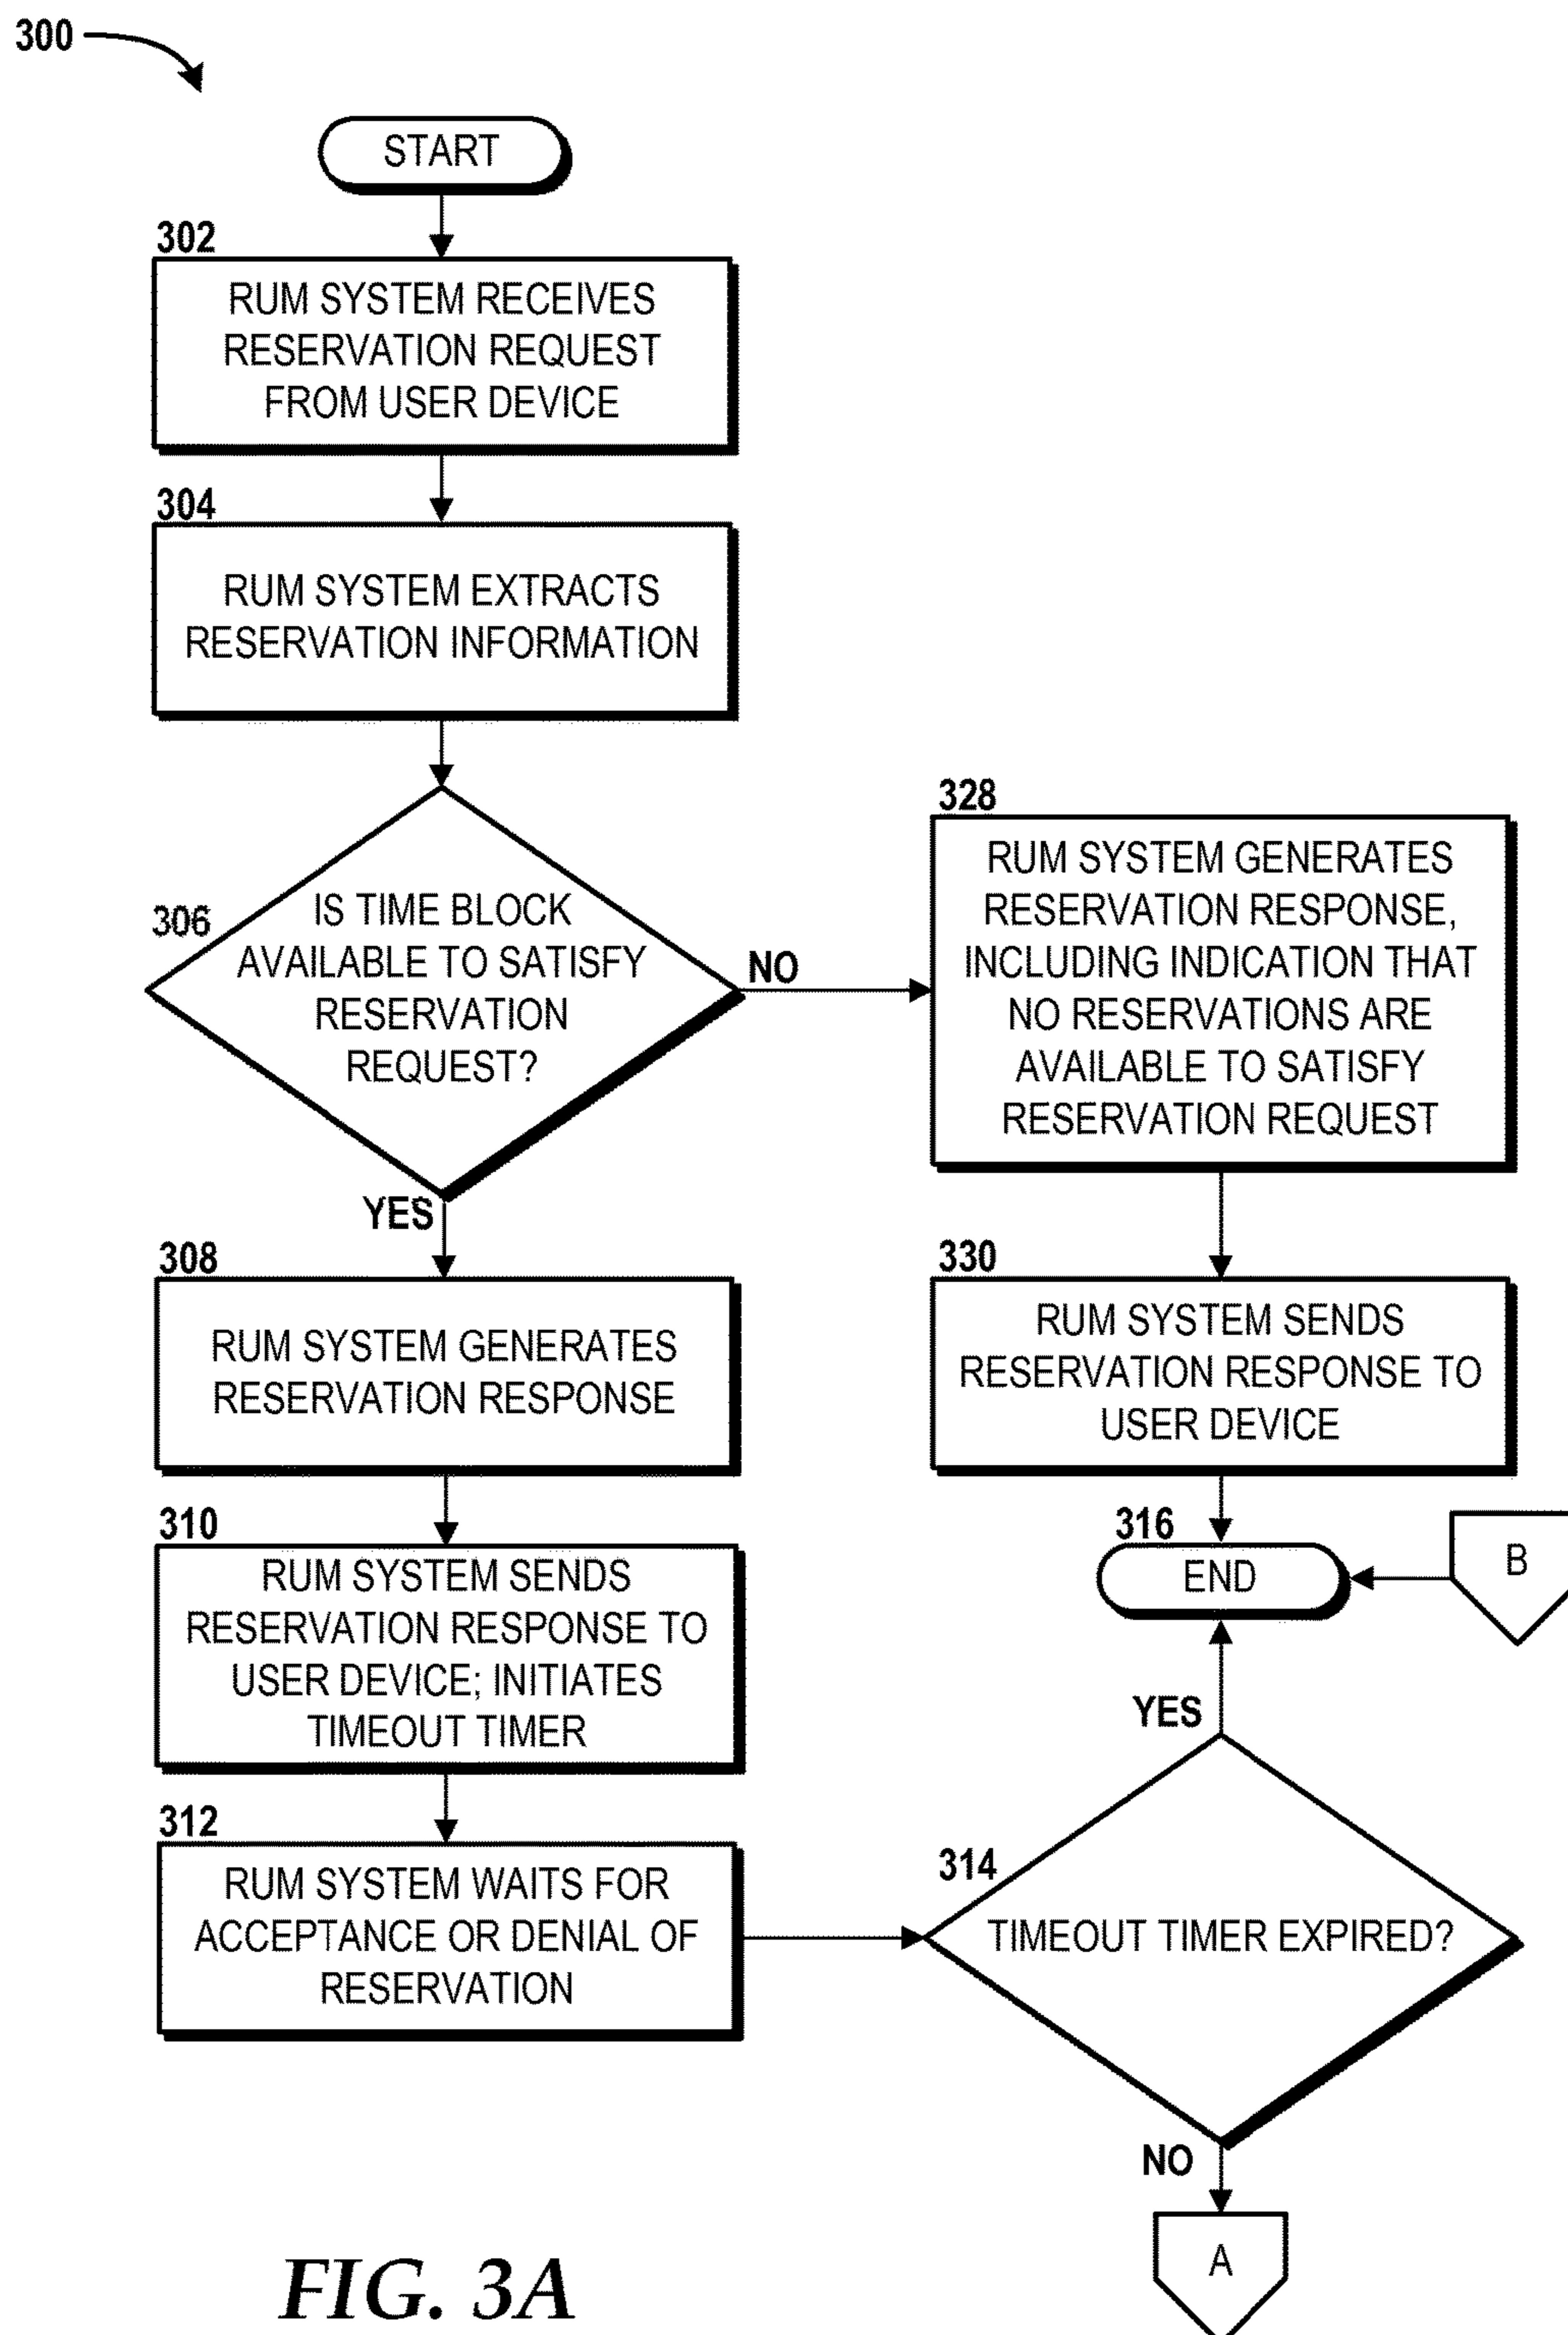 300
START
302
RUM SYSTEM RECEIVES
RESERVATION REQUEST
FROM USER DEVICE
304
RUM SYSTEM EXTRACTS
RESERVATION INFORMATION
306
IS TIME BLOCK
AVAILABLE TO SATISFY
RESERVATION
REQUEST?
NO
328
RUM SYSTEM GENERATES
RESERVATION RESPONSE,
INCLUDING INDICATION THAT
NO RESERVATIONS ARE
AVAILABLE TO SATISFY
RESERVATION REQUEST
YES
308
RUM SYSTEM GENERATES
RESERVATION RESPONSE
330
RUM SYSTEM SENDS
RESERVATION RESPONSE TO
USER DEVICE
310
RUM SYSTEM SENDS
RESERVATION RESPONSE TO
USER DEVICE; INITIATES
TIMEOUT TIMER
316
END
B
312
RUM SYSTEM WAITS FOR
ACCEPTANCE OR DENIAL OF
RESERVATION
YES
314
TIMEOUT TIMER EXPIRED?
NO
A
FIG. 3A